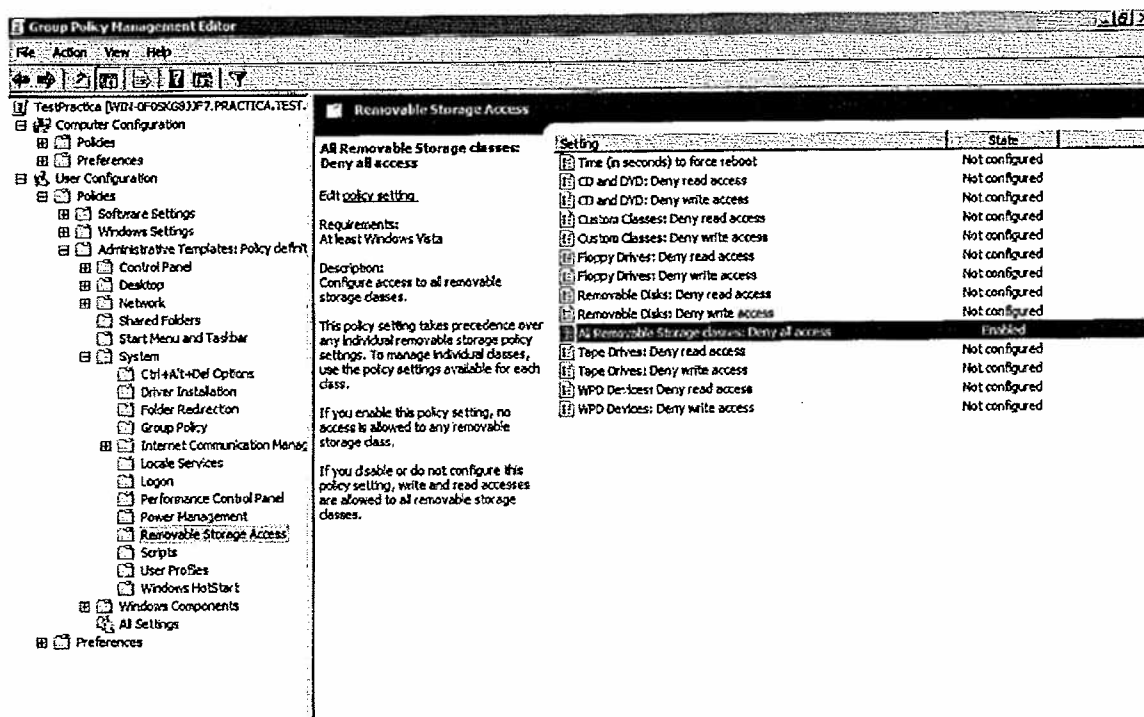 Group Policy Management Editor
File Action View Help
TestPractica [WIN-0F0SKG9JJF7.PRACTICA.TEST.
Computer Configuration
Policies
Preferences
User Configuration
Policies
Software Settings
Windows Settings
Administrative Templates: Policy definit
Control Panel
Desktop
Network
Shared Folders
Start Menu and Taskbar
System
Ctrl+Alt+Del Options
Driver Installation
Folder Redirection
Group Policy
Internet Communication Manag
Locale Services
Logon
Performance Control Panel
Power Management
Removable Storage Access
Scripts
User Profiles
Windows HotStart
Windows Components
All Settings
Preferences
Removable Storage Access
All Removable Storage classes:
Deny all access
Edit policy setting
Requirements:
At least Windows Vista
Description:
Configure access to all removable
storage classes.
This policy setting takes precedence over
any individual removable storage policy
settings. To manage individual classes,
use the policy settings available for each
class.
If you enable this policy setting, no
access is allowed to any removable
storage class.
If you disable or do not configure this
policy setting, write and read accesses
are allowed to all removable storage
classes.
Setting State
Time (in seconds) to force reboot Not configured
CD and DVD: Deny read access Not configured
CD and DVD: Deny write access Not configured
Custom Classes: Deny read access Not configured
Custom Classes: Deny write access Not configured
Floppy Drives: Deny read access Not configured
Floppy Drives: Deny write access Not configured
Removable Disks: Deny read access Not configured
Removable Disks: Deny write access Not configured
All Removable Storage classes: Deny all access Enabled
Tape Drives: Deny read access Not configured
Tape Drives: Deny write access Not configured
WPD Devices: Deny read access Not configured
WPD Devices: Deny write access Not configured